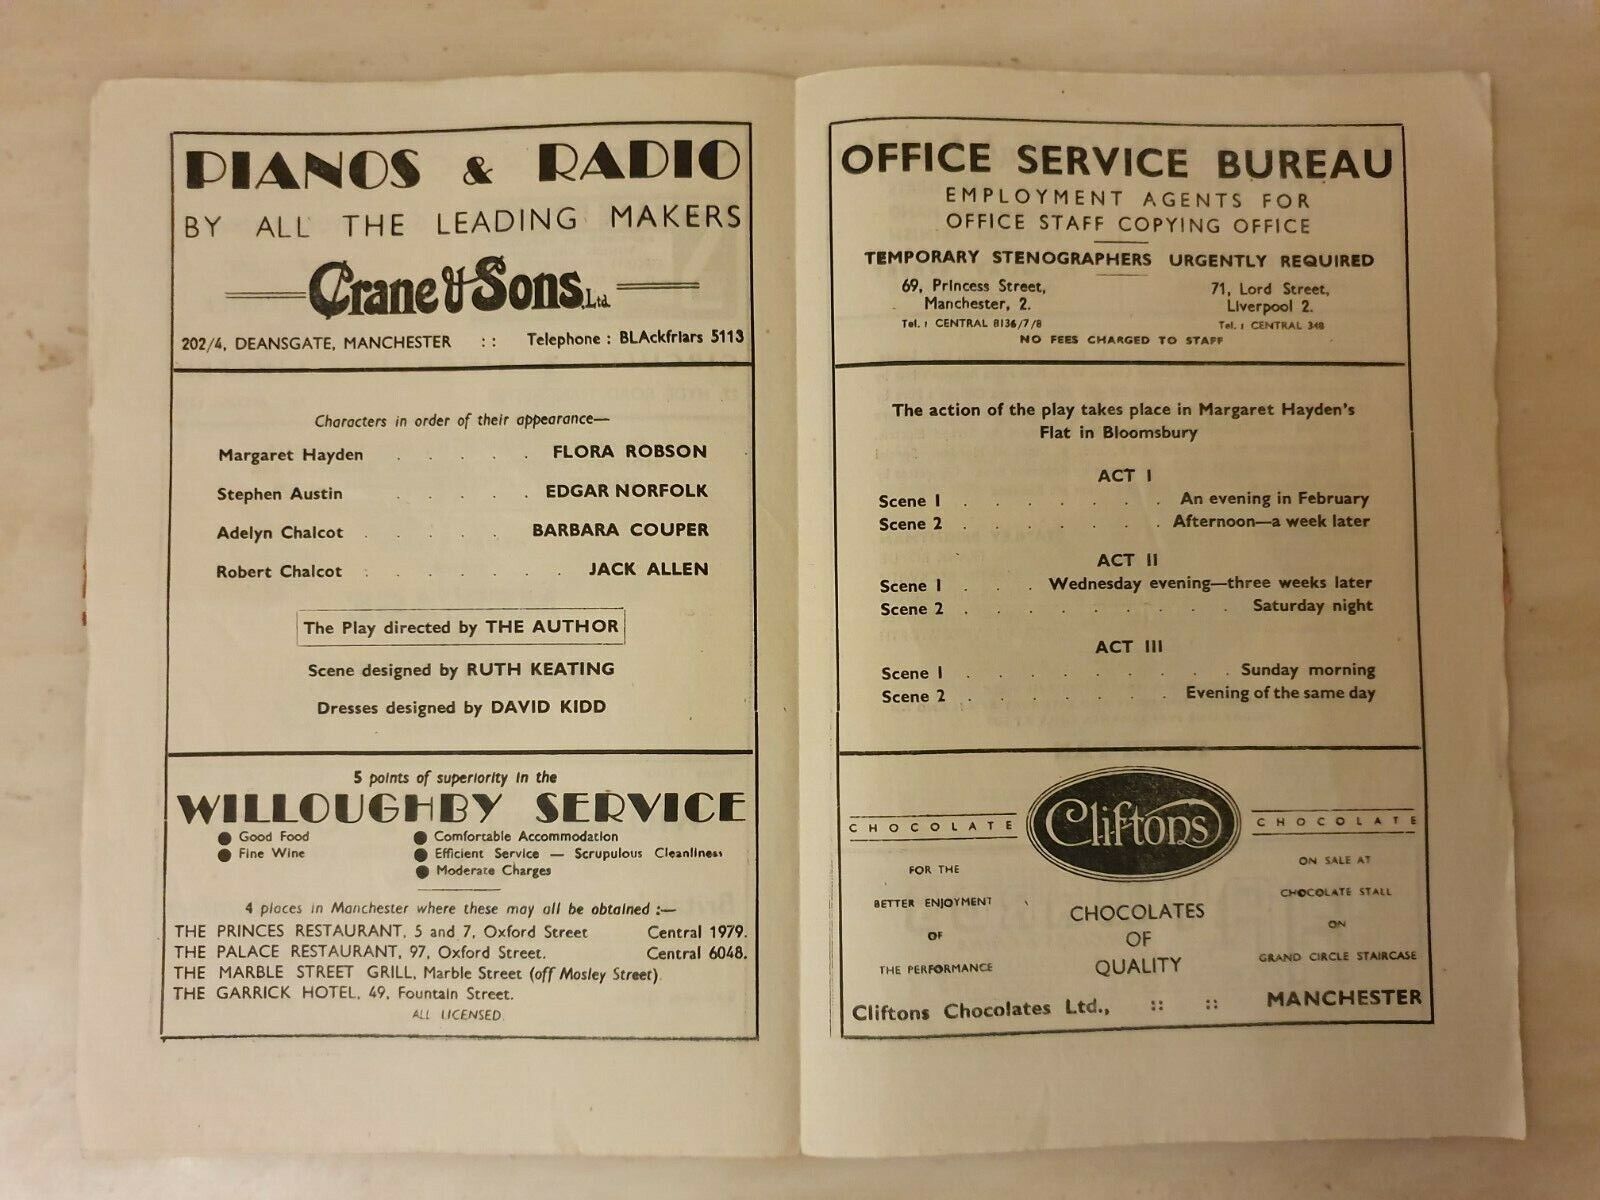 PIANOS & RADIO
BY ALL THE LEADING MAKERS
Crane & Sons Ltd.
202/4, DEANSGATE, MANCHESTER :: Telephone : BLAckfriars 5113
Characters in order of their appearance—
Margaret Hayden . . . . . FLORA ROBSON
Stephen Austin . . . . . EDGAR NORFOLK
Adelyn Chalcot . . . . . BARBARA COUPER
Robert Chalcot . . . . . . JACK ALLEN
The Play directed by THE AUTHOR
Scene designed by RUTH KEATING
Dresses designed by DAVID KIDD
5 points of superiority in the
WILLOUGHBY SERVICE
● Good Food ● Comfortable Accommodation
● Fine Wine ● Efficient Service — Scrupulous Cleanliness
● Moderate Charges
4 places in Manchester where these may all be obtained :—
THE PRINCES RESTAURANT, 5 and 7, Oxford Street Central 1979.
THE PALACE RESTAURANT, 97, Oxford Street. Central 6048.
THE MARBLE STREET GRILL, Marble Street (off Mosley Street).
THE GARRICK HOTEL, 49, Fountain Street.
ALL LICENSED.
OFFICE SERVICE BUREAU
EMPLOYMENT AGENTS FOR
OFFICE STAFF COPYING OFFICE
TEMPORARY STENOGRAPHERS URGENTLY REQUIRED
69, Princess Street, 71, Lord Street,
Manchester, 2. Liverpool 2.
Tel. : CENTRAL 8136/7/8 Tel. : CENTRAL 348
NO FEES CHARGED TO STAFF
The action of the play takes place in Margaret Hayden's
Flat in Bloomsbury
ACT I
Scene 1 . . . . . . . An evening in February
Scene 2 . . . . . . . Afternoon—a week later
ACT II
Scene 1 . . . Wednesday evening—three weeks later
Scene 2 . . . . . . . . . Saturday night
ACT III
Scene 1 . . . . . . . . . Sunday morning
Scene 2 . . . . . . . Evening of the same day
CHOCOLATE Cliftons CHOCOLATE
FOR THE
BETTER ENJOYMENT
OF
THE PERFORMANCE
CHOCOLATES
OF
QUALITY
ON SALE AT
CHOCOLATE STALL
ON
GRAND CIRCLE STAIRCASE
Cliftons Chocolates Ltd., :: :: MANCHESTER